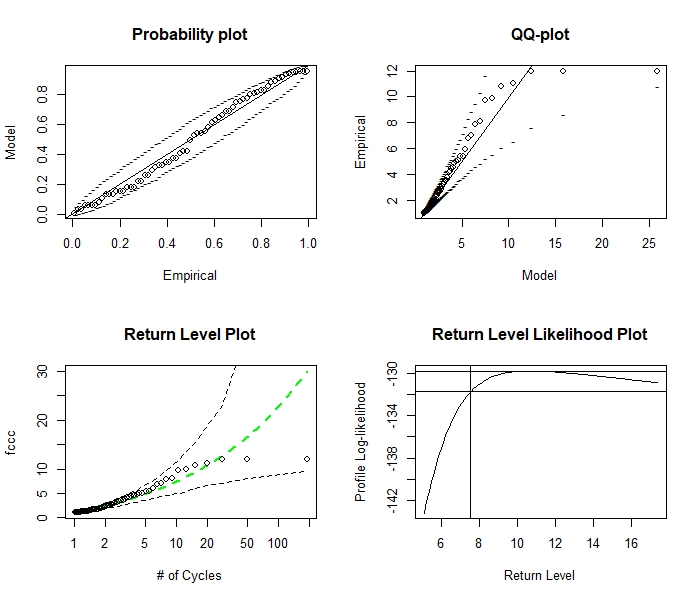 Probability plot
Model
0.0 0.2 0.4 0.6 0.8
0.0 0.2 0.4 0.6 0.8 1.0
Empirical
QQ-plot
Empirical
2 4 6 8 10 12
5 10 15 20 25
Model
Return Level Plot
fccc
0 5 10 20 30
1 2 5 10 20 50 100
# of Cycles
Return Level Likelihood Plot
Profile Log-likelihood
-142 -138 -134 -130
6 8 10 12 14 16
Return Level